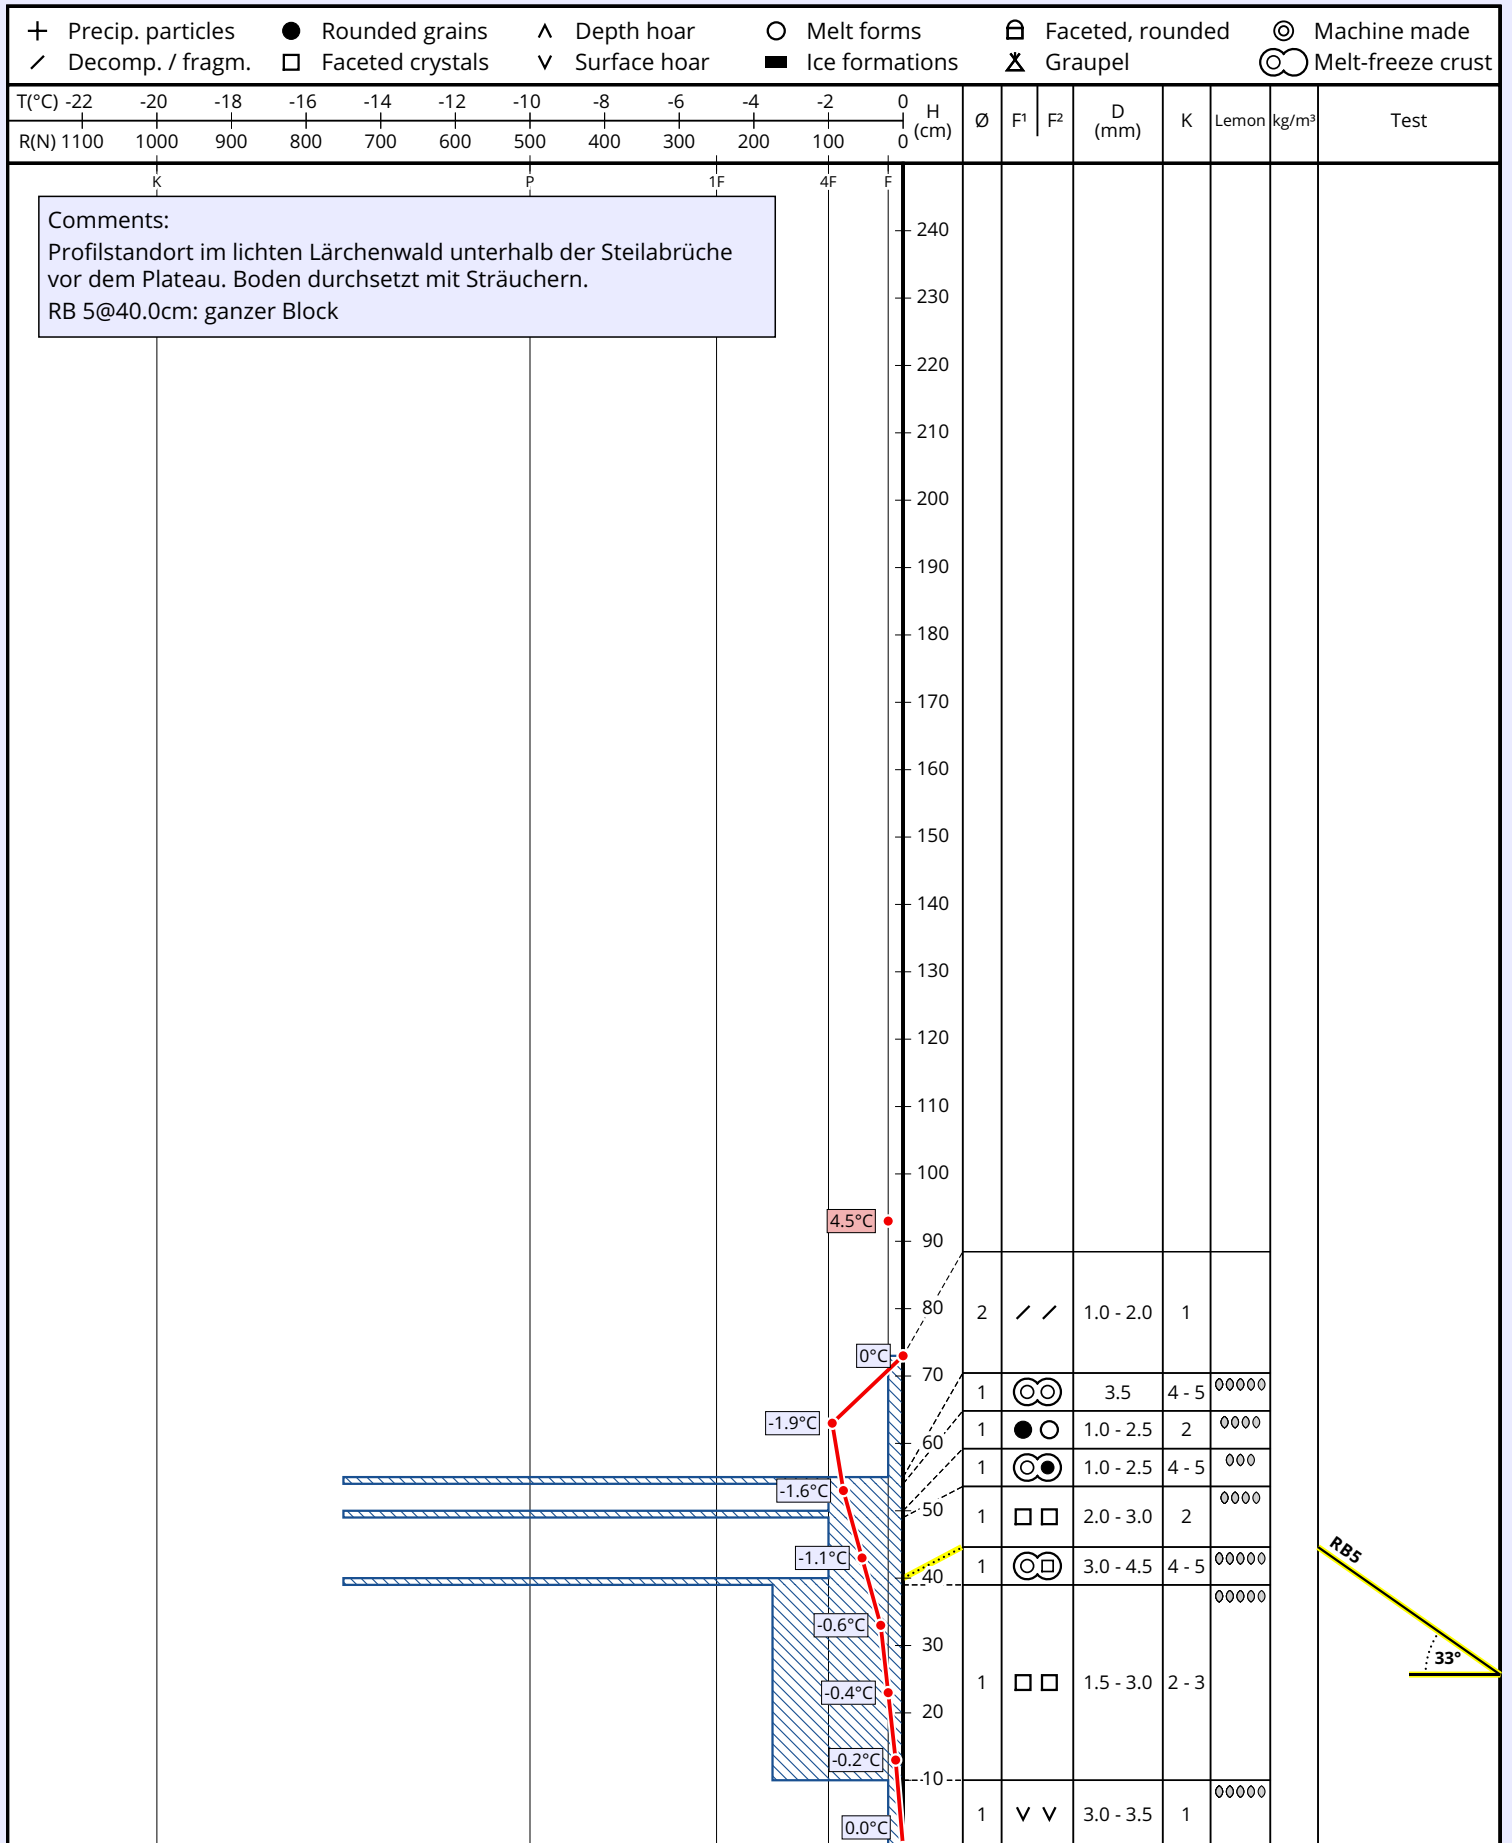 Precip. particles Rounded grains Depth hoar Melt forms Faceted, rounded Machine made
Decomp. / fragm. Faceted crystals Surface hoar Ice formations Graupel Melt-freeze crust
T(°C) -22 -20 -18 -16 -14 -12 -10 -8 -6 -4 -2 0
R(N) 1100 1000 900 800 700 600 500 400 300 200 100 0
H (cm) Ø F¹ F² D (mm) K Lemon kg/m³ Test
K P 1F 4F F
Comments:
Profilstandort im lichten Lärchenwald unterhalb der Steilabrüche
vor dem Plateau. Boden durchsetzt mit Sträuchern.
RB 5@40.0cm: ganzer Block
240
230
220
210
200
190
180
170
160
150
140
130
120
110
100
4.5°C
90
80
2 1.0 - 2.0 1
0°C
70
1 3.5 4 - 5
-1.9°C
1 1.0 - 2.5 2
60
1 1.0 - 2.5 4 - 5
-1.6°C
50
1 2.0 - 3.0 2
-1.1°C
1 3.0 - 4.5 4 - 5
RB5
40
-0.6°C
30
33°
1 1.5 - 3.0 2 - 3
-0.4°C
20
-0.2°C
10
1 3.0 - 3.5 1
0.0°C